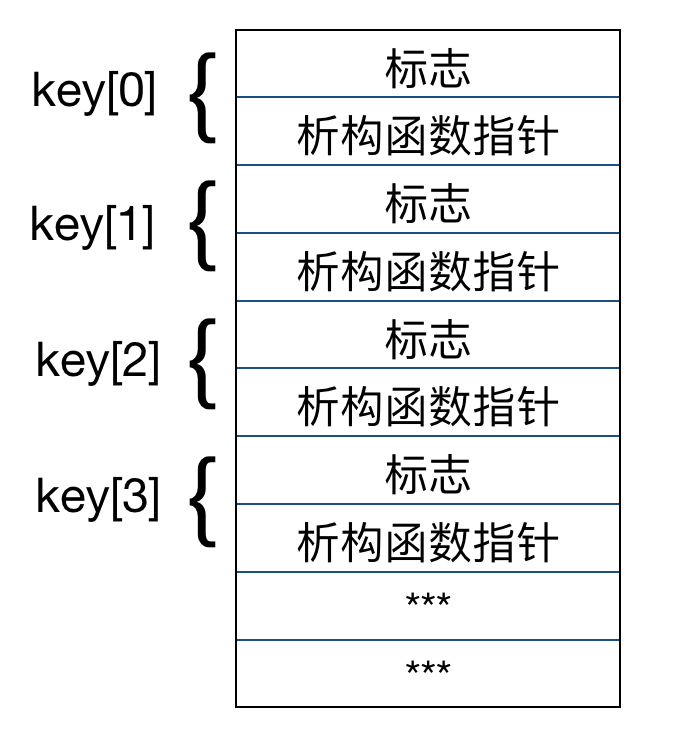 key[0] {
标志
析构函数指针
key[1] {
标志
析构函数指针
key[2] {
标志
析构函数指针
key[3] {
标志
析构函数指针
***
***